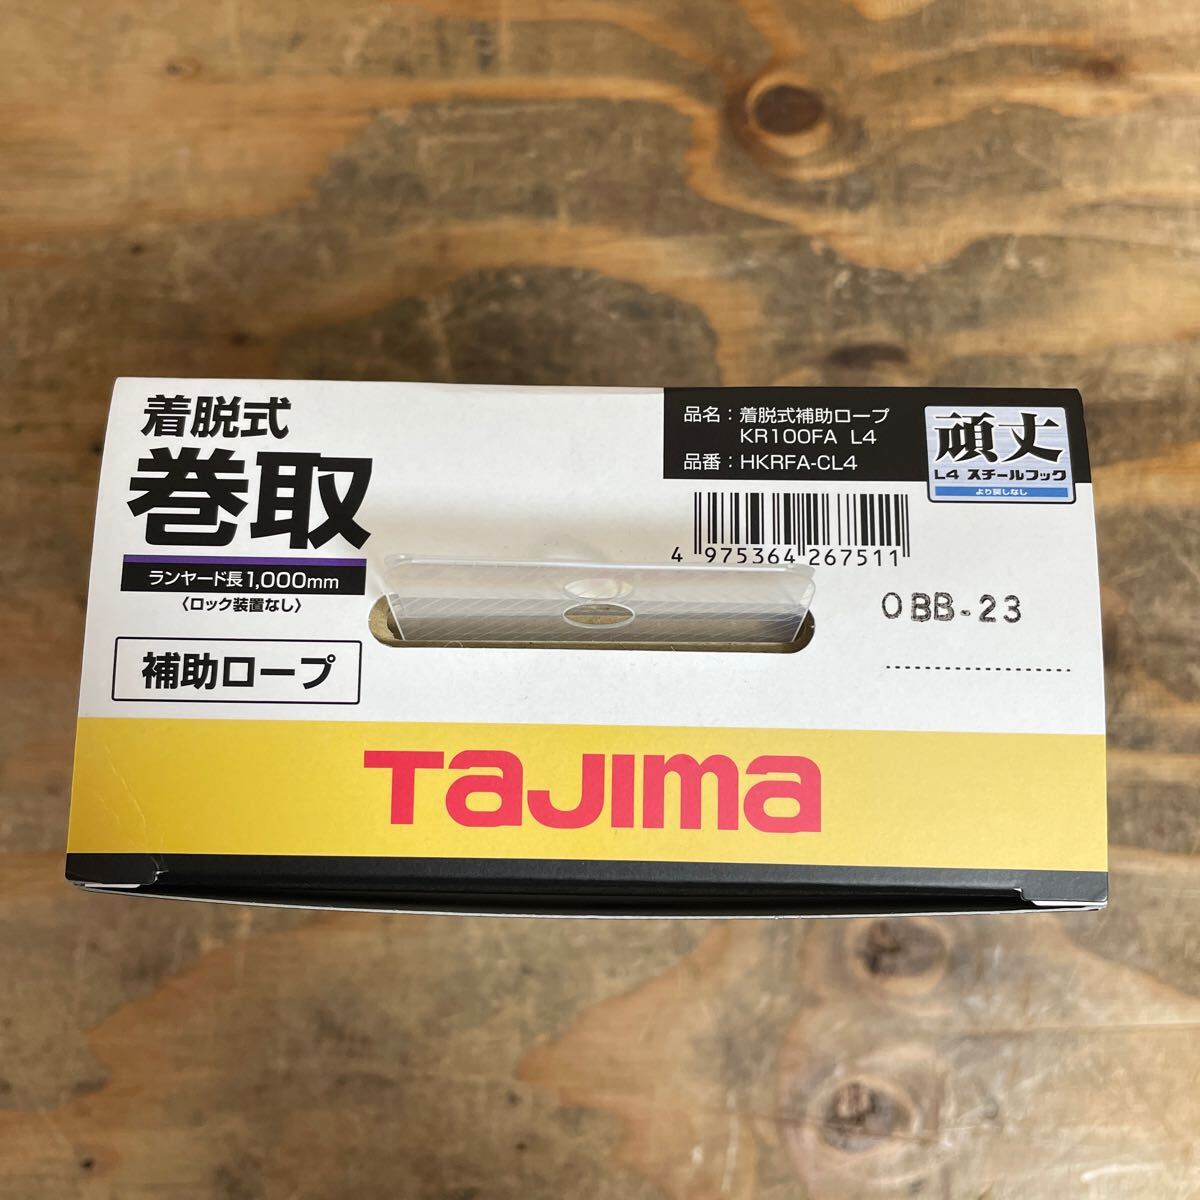 着脱式
巻取
ランヤード長1,000mm
〈ロック装置なし〉
補助ロープ
品名：着脱式補助ロープ
KR100FA L4
品番：HKRFA-CL4
頑丈
L4 スチールフック
より戻しなし
4 975364 267511
OBB-23
TAJIMA